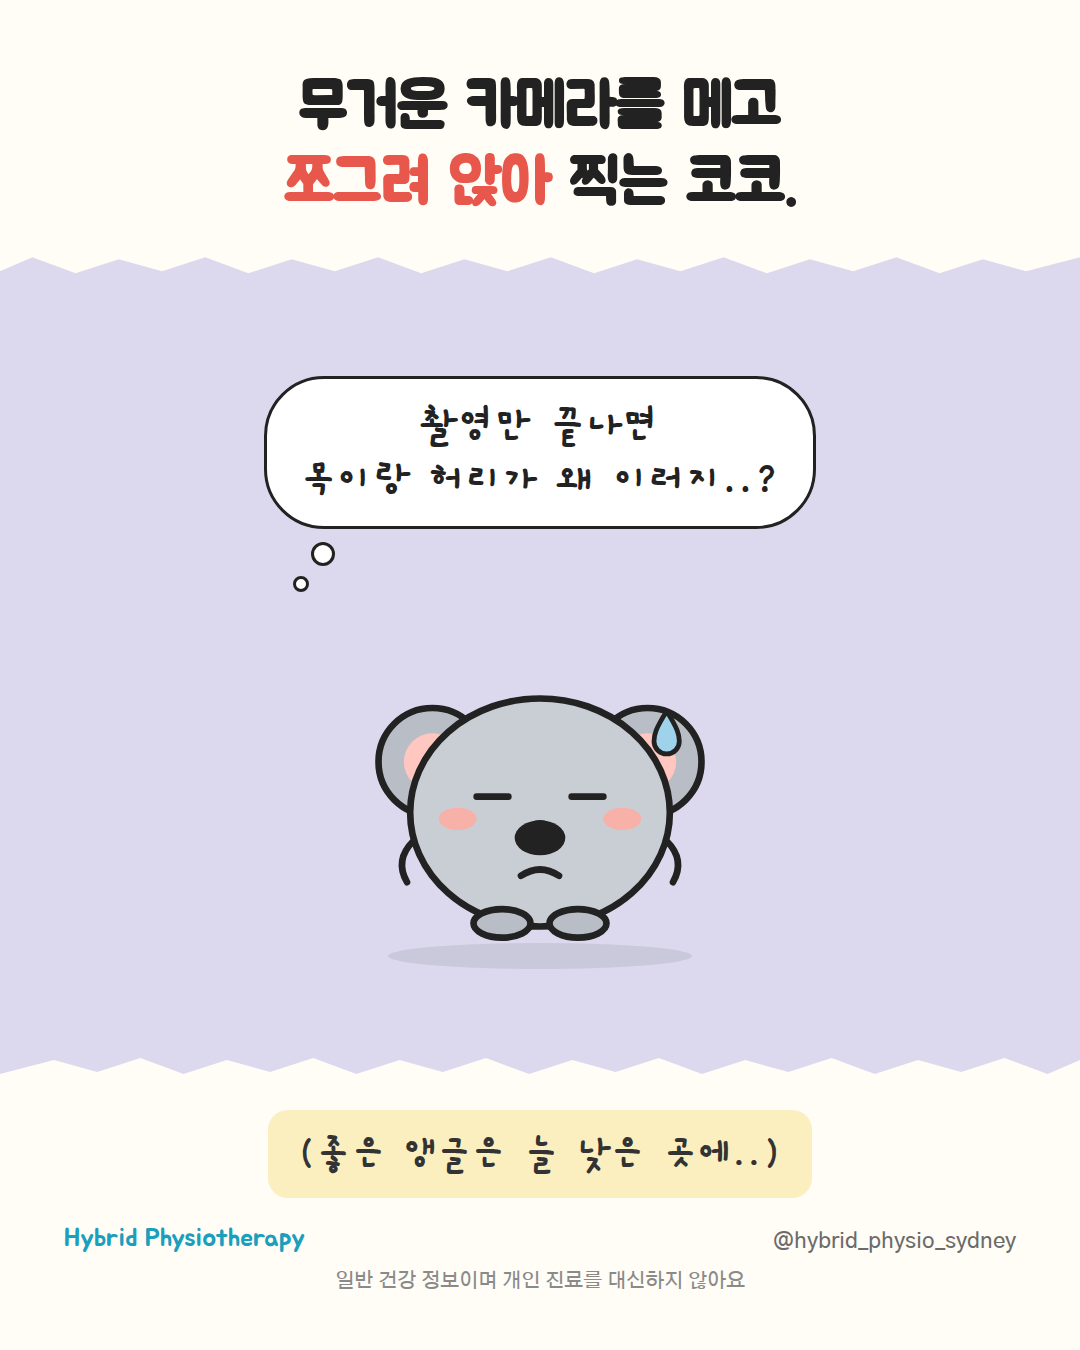 무거운 카메라를 메고
쪼그려 앉아 찍는 코코.
촬영만 끝나면
목이랑 허리가 왜 이러지..?
(좋은 앵글은 늘 낮은 곳에..)
Hybrid Physiotherapy
@hybrid_physio_sydney
일반 건강 정보이며 개인 진료를 대신하지 않아요